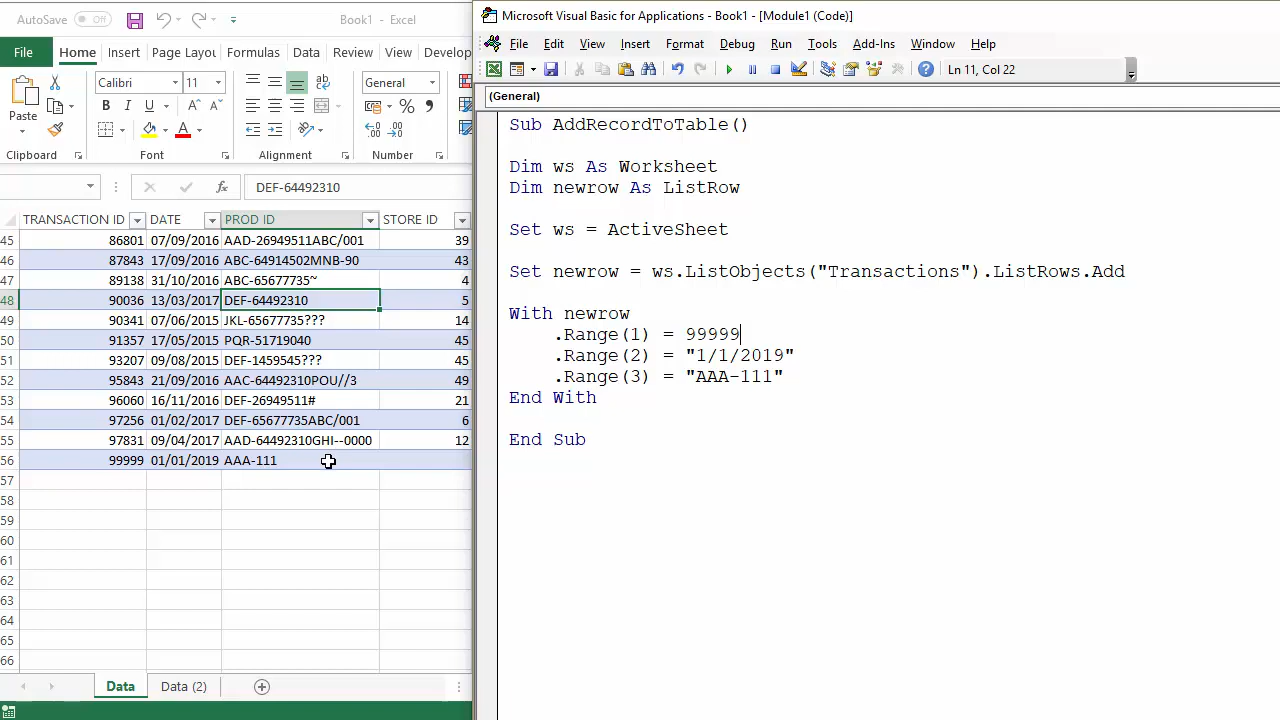 AutoSave Off Book1 - Excel
File Home Insert Page Layou Formulas Data Review View Develop
Paste
Calibri 11
B I U A A
A
General
% ,
Clipboard Font Alignment Number
fx DEF-64492310
TRANSACTION ID DATE PROD ID STORE ID
45 86801 07/09/2016 AAD-26949511ABC/001 39
46 87843 17/09/2016 ABC-64914502MNB-90 43
47 89138 31/10/2016 ABC-65677735~ 4
48 90036 13/03/2017 DEF-64492310 5
49 90341 07/06/2015 JKL-65677735??? 14
50 91357 17/05/2015 PQR-51719040 45
51 93207 09/08/2015 DEF-1459545??? 45
52 95843 21/09/2016 AAC-64492310POU//3 49
53 96060 16/11/2016 DEF-26949511# 21
54 97256 01/02/2017 DEF-65677735ABC/001 6
55 97831 09/04/2017 AAD-64492310GHI--0000 12
56 99999 01/01/2019 AAA-111
57
58
59
60
61
62
63
64
65
66
Data Data (2)
Microsoft Visual Basic for Applications - Book1 - [Module1 (Code)]
File Edit View Insert Format Debug Run Tools Add-Ins Window Help
Ln 11, Col 22
(General)
Sub AddRecordToTable()
Dim ws As Worksheet
Dim newrow As ListRow
Set ws = ActiveSheet
Set newrow = ws.ListObjects("Transactions").ListRows.Add
With newrow
.Range(1) = 99999
.Range(2) = "1/1/2019"
.Range(3) = "AAA-111"
End With
End Sub